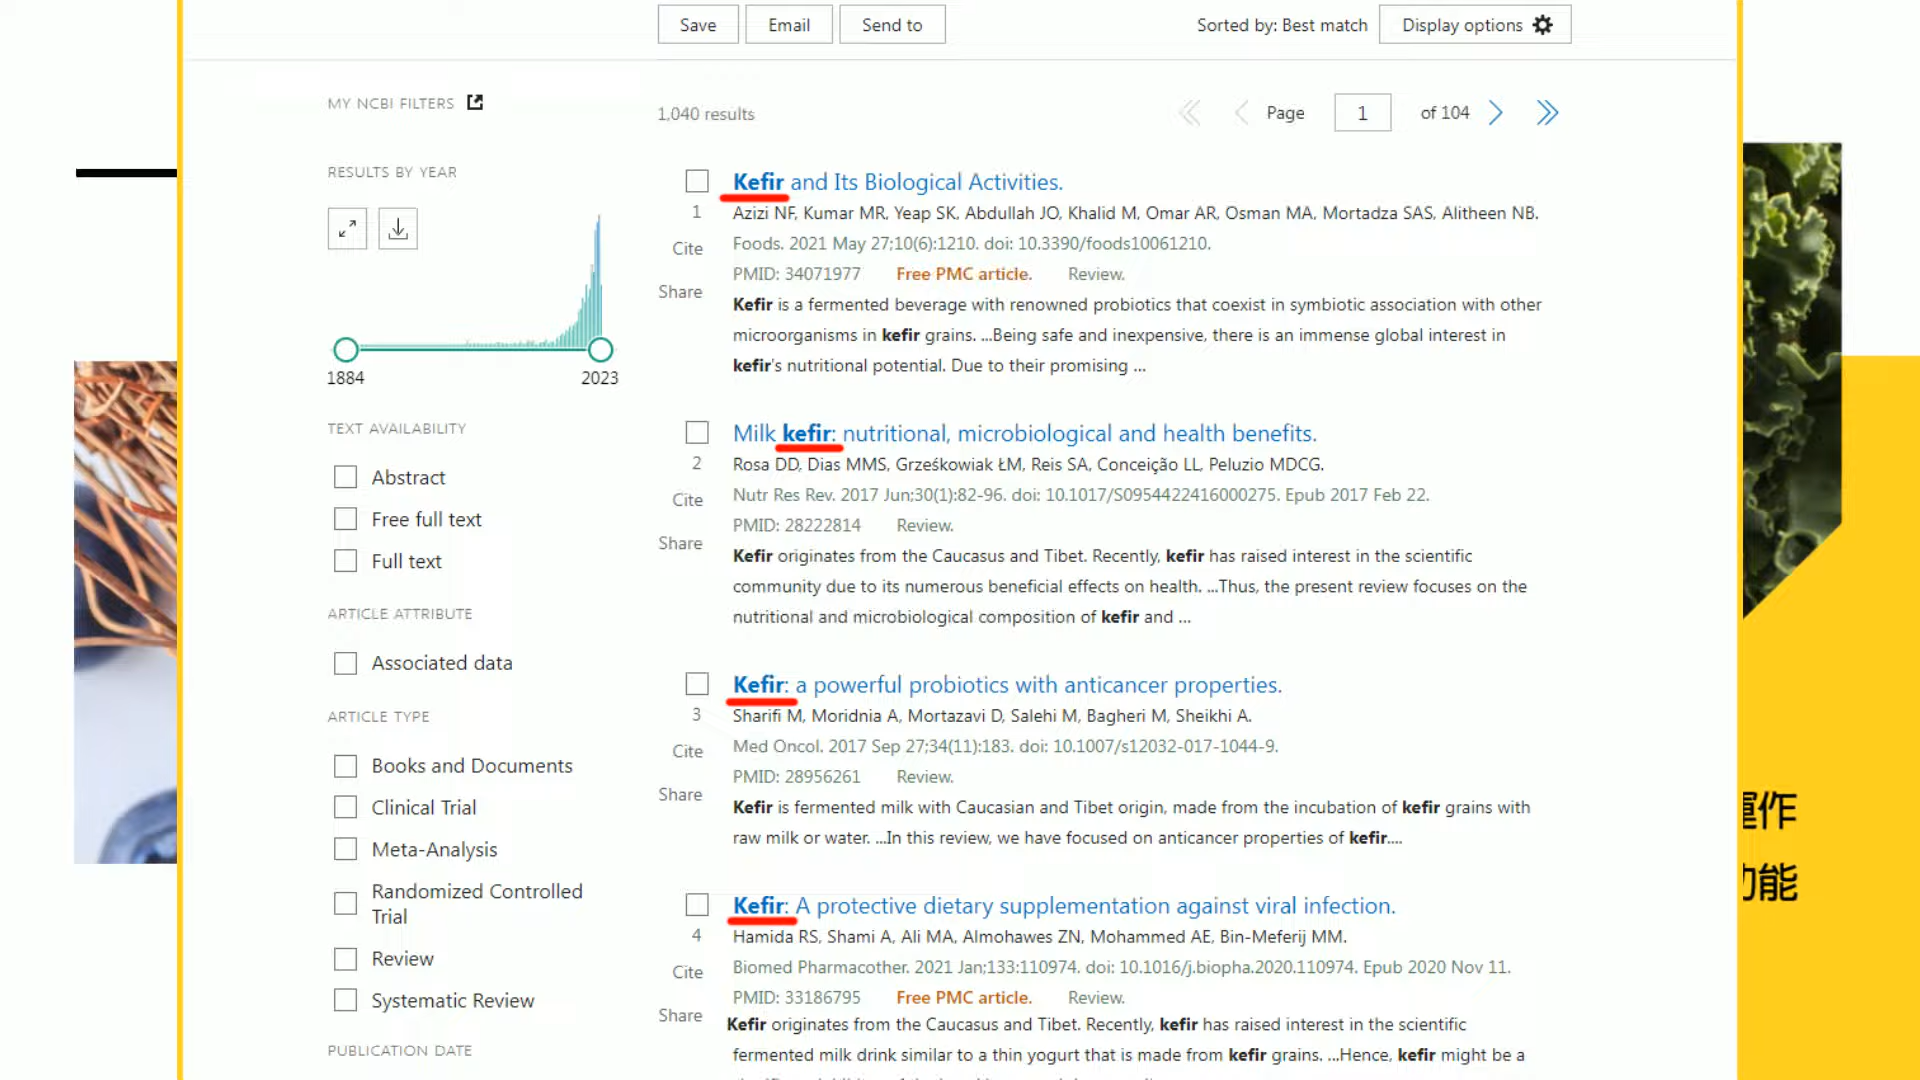 Save
Email
Send to
Sorted by: Best match
Display options
MY NCBI FILTERS
1,040 results
Page
1
of 104
RESULTS BY YEAR
1884
2023
TEXT AVAILABILITY
Abstract
Free full text
Full text
ARTICLE ATTRIBUTE
Associated data
ARTICLE TYPE
Books and Documents
Clinical Trial
Meta-Analysis
Randomized Controlled
Trial
Review
Systematic Review
PUBLICATION DATE
Kefir and Its Biological Activities.
1
Azizi NF, Kumar MR, Yeap SK, Abdullah JO, Khalid M, Omar AR, Osman MA, Mortadza SAS, Alitheen NB.
Cite
Foods. 2021 May 27;10(6):1210. doi: 10.3390/foods10061210.
PMID: 34071977 Free PMC article. Review.
Share
Kefir is a fermented beverage with renowned probiotics that coexist in symbiotic association with other
microorganisms in kefir grains. ...Being safe and inexpensive, there is an immense global interest in
kefir's nutritional potential. Due to their promising ...
Milk kefir: nutritional, microbiological and health benefits.
2
Rosa DD, Dias MMS, Grześkowiak ŁM, Reis SA, Conceição LL, Peluzio MDCG.
Cite
Nutr Res Rev. 2017 Jun;30(1):82-96. doi: 10.1017/S0954422416000275. Epub 2017 Feb 22.
PMID: 28222814 Review.
Share
Kefir originates from the Caucasus and Tibet. Recently, kefir has raised interest in the scientific
community due to its numerous beneficial effects on health. ...Thus, the present review focuses on the
nutritional and microbiological composition of kefir and ...
Kefir: a powerful probiotics with anticancer properties.
3
Sharifi M, Moridnia A, Mortazavi D, Salehi M, Bagheri M, Sheikhi A.
Cite
Med Oncol. 2017 Sep 27;34(11):183. doi: 10.1007/s12032-017-1044-9.
PMID: 28956261 Review.
Share
Kefir is fermented milk with Caucasian and Tibet origin, made from the incubation of kefir grains with
raw milk or water. ...In this review, we have focused on anticancer properties of kefir....
Kefir: A protective dietary supplementation against viral infection.
4
Hamida RS, Shami A, Ali MA, Almohawes ZN, Mohammed AE, Bin-Meferij MM.
Cite
Biomed Pharmacother. 2021 Jan;133:110974. doi: 10.1016/j.biopha.2020.110974. Epub 2020 Nov 11.
PMID: 33186795 Free PMC article. Review.
Share
Kefir originates from the Caucasus and Tibet. Recently, kefir has raised interest in the scientific
fermented milk drink similar to a thin yogurt that is made from kefir grains. ...Hence, kefir might be a
運作
功能